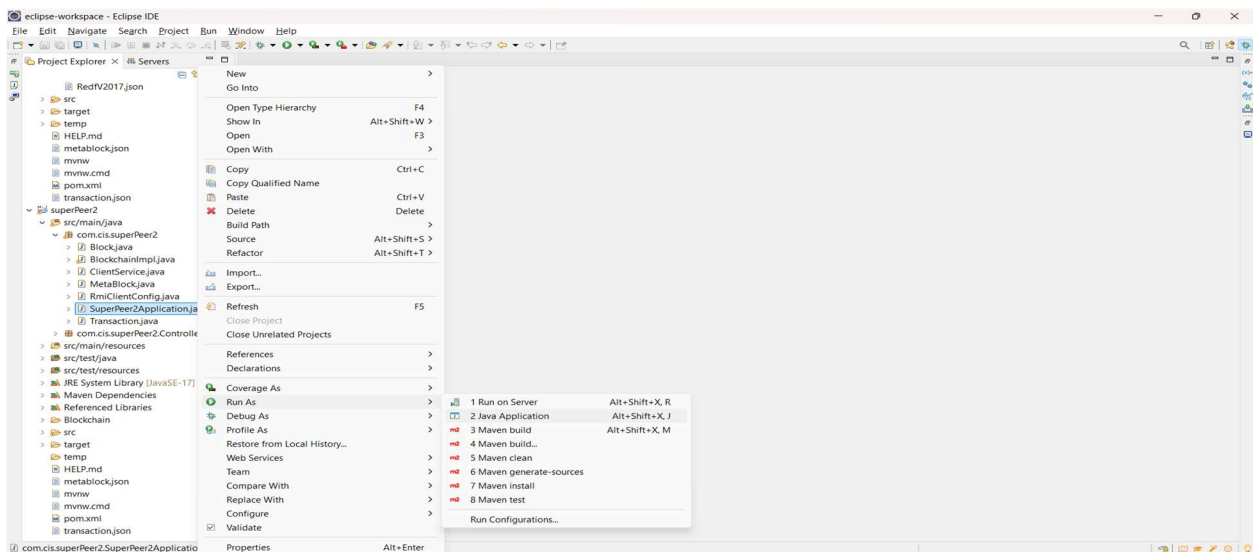 eclipse-workspace - Eclipse IDE
File Edit Navigate Search Project Run Window Help
Project Explorer × Servers
RedfV2017.json
src
target
temp
HELP.md
metablock.json
mvnw
mvnw.cmd
pom.xml
transaction.json
superPeer2
src/main/java
com.cis.superPeer2
Block.java
BlockchainImpl.java
ClientService.java
MetaBlock.java
RmiClientConfig.java
SuperPeer2Application.ja
Transaction.java
com.cis.superPeer2.Controlle
src/main/resources
src/test/java
src/test/resources
JRE System Library [JavaSE-17]
Maven Dependencies
Referenced Libraries
Blockchain
src
target
temp
HELP.md
metablock.json
mvnw
mvnw.cmd
pom.xml
transaction.json
New
Go Into
Open Type Hierarchy F4
Show In Alt+Shift+W >
Open F3
Open With
Copy Ctrl+C
Copy Qualified Name
Paste Ctrl+V
Delete Delete
Build Path
Source Alt+Shift+S >
Refactor Alt+Shift+T >
Import...
Export...
Refresh F5
Close Project
Close Unrelated Projects
References
Declarations
Coverage As
Run As
Debug As
Profile As
Restore from Local History...
Web Services
Team
Compare With
Replace With
Configure
Validate
Properties Alt+Enter
1 Run on Server Alt+Shift+X, R
2 Java Application Alt+Shift+X, J
3 Maven build Alt+Shift+X, M
4 Maven build...
5 Maven clean
6 Maven generate-sources
7 Maven install
8 Maven test
Run Configurations...
com.cis.superPeer2.SuperPeer2Applicatio